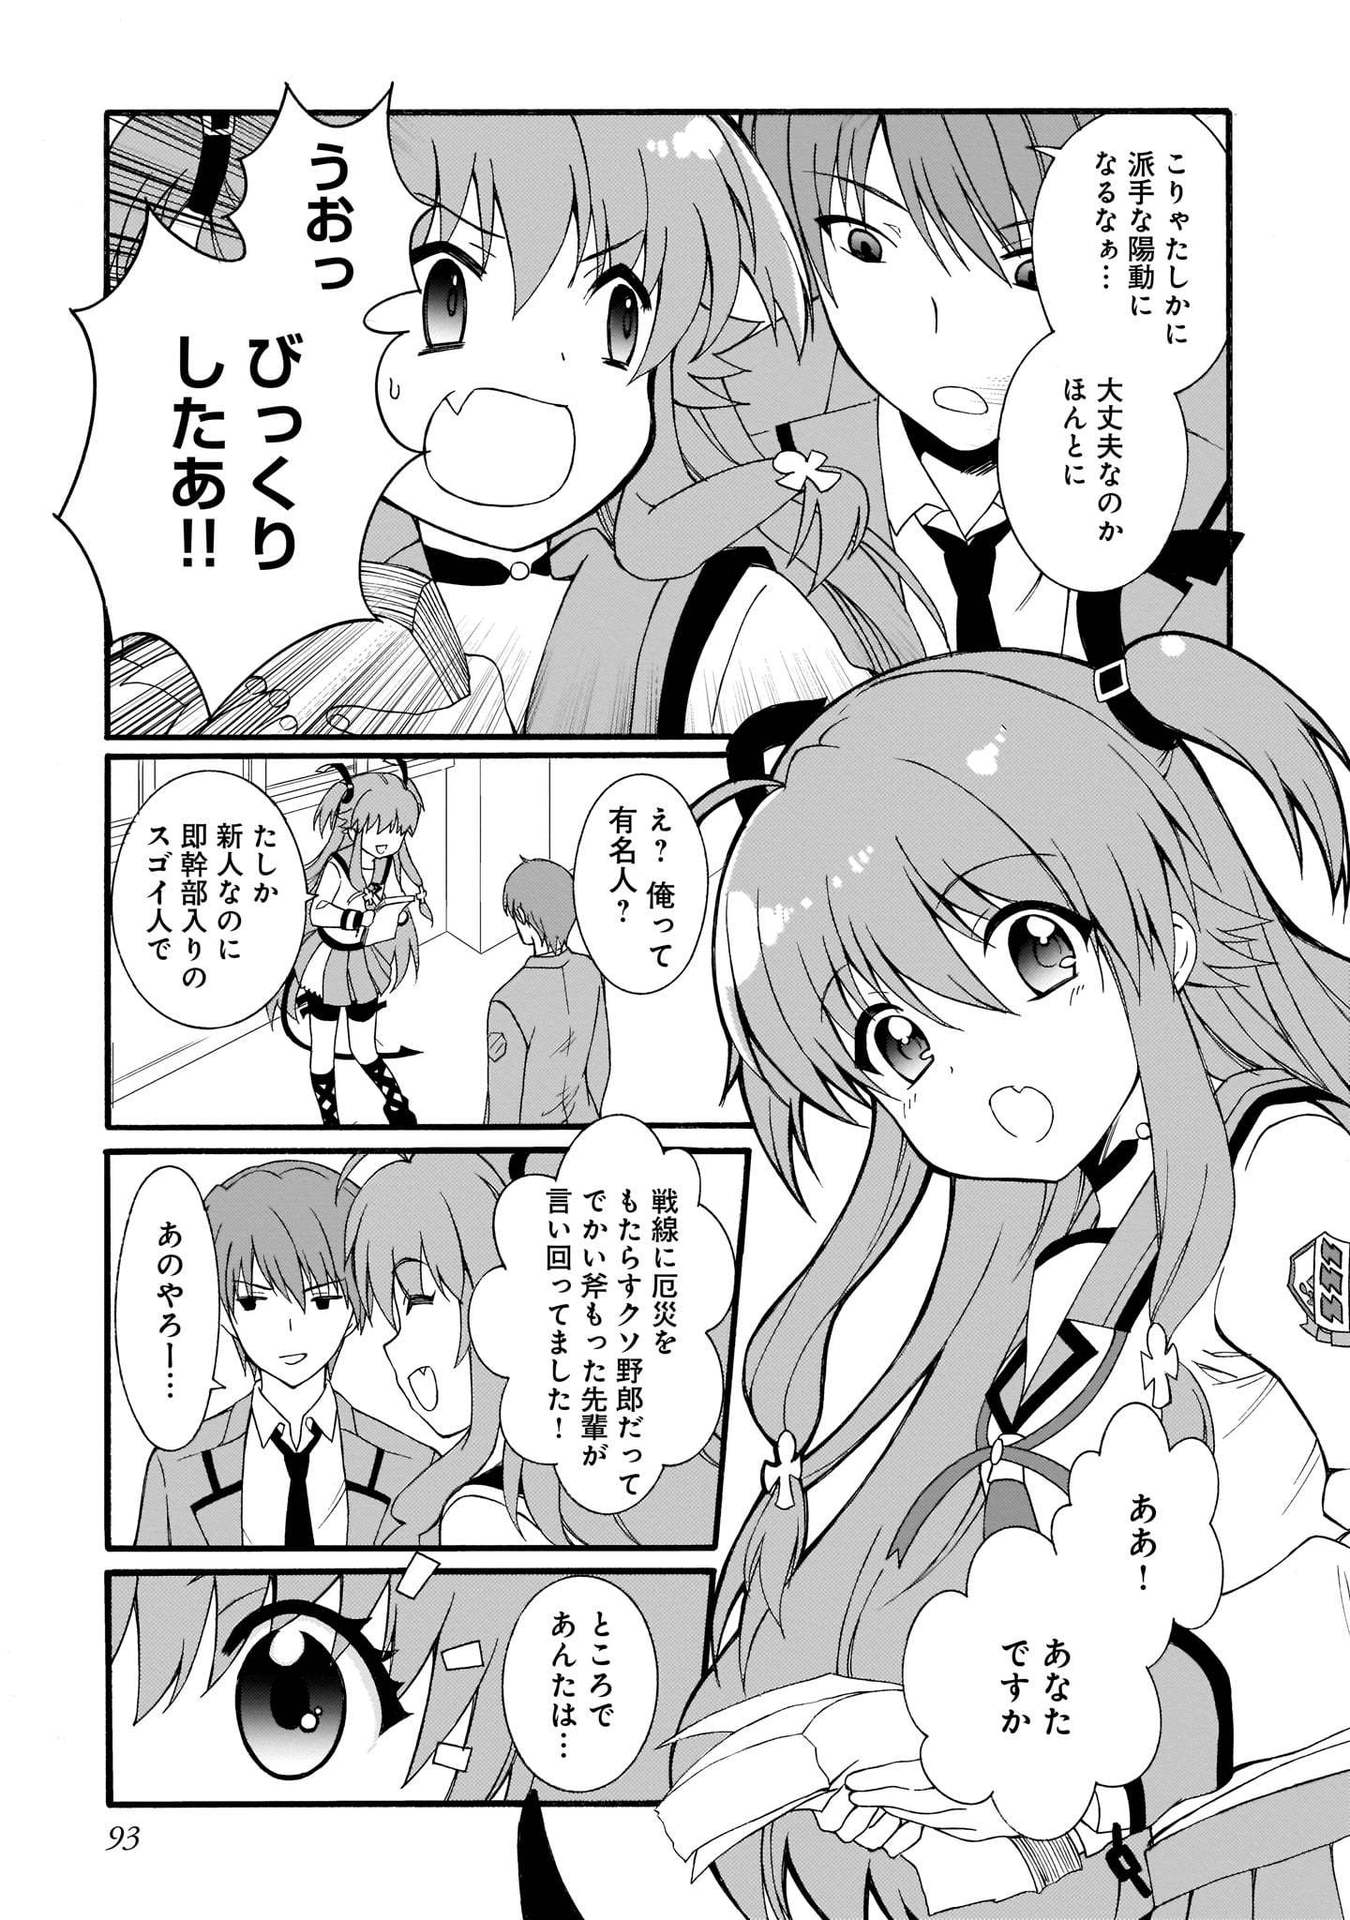 こりゃたしかに
派手な陽動に
なるなぁ…
大丈夫なのか
ほんとに
うおっ
びっくり
したあ!!
ああ!
あなた
ですか
え?俺って
有名人?
たしか
新人なのに
即幹部入りの
スゴイ人で
戦線に厄災を
もたらすクソ野郎だって
でかい斧もった先輩が
言い回ってました!
あのやろー…
ところで
あんたは…
93